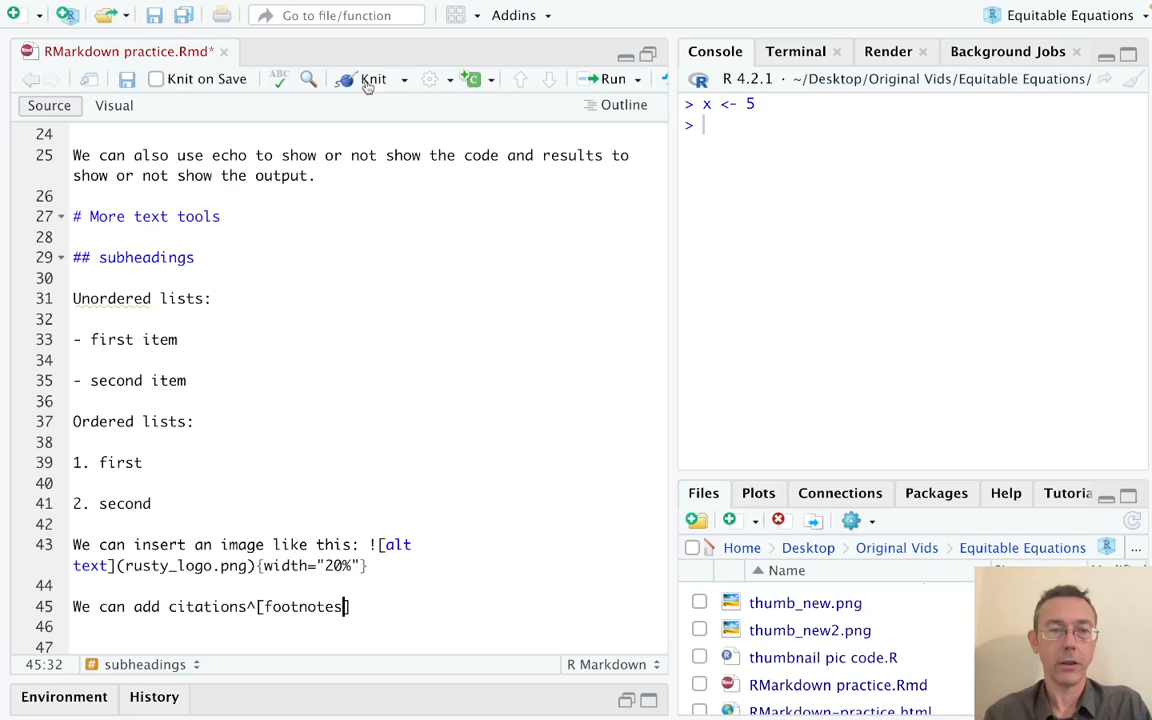 Go to file/function
Addins
Equitable Equations
RMarkdown practice.Rmd*
Knit on Save
ABC
Knit
Run
Source
Visual
Outline
24
25 We can also use echo to show or not show the code and results to
show or not show the output.
26
27 # More text tools
28
29 ## subheadings
30
31 Unordered lists:
32
33 - first item
34
35 - second item
36
37 Ordered lists:
38
39 1. first
40
41 2. second
42
43 We can insert an image like this: ![alt
text](rusty_logo.png){width="20%"}
44
45 We can add citations^[footnotes]
46
47
45:32
# subheadings
R Markdown
Environment
History
Console
Terminal
Render
Background Jobs
R 4.2.1 · ~/Desktop/Original Vids/Equitable Equations/
> x <- 5
>
Files
Plots
Connections
Packages
Help
Tutoria
Home
Desktop
Original Vids
Equitable Equations
...
Name
thumb_new.png
thumb_new2.png
thumbnail pic code.R
RMarkdown practice.Rmd
RMarkdown-practice.html